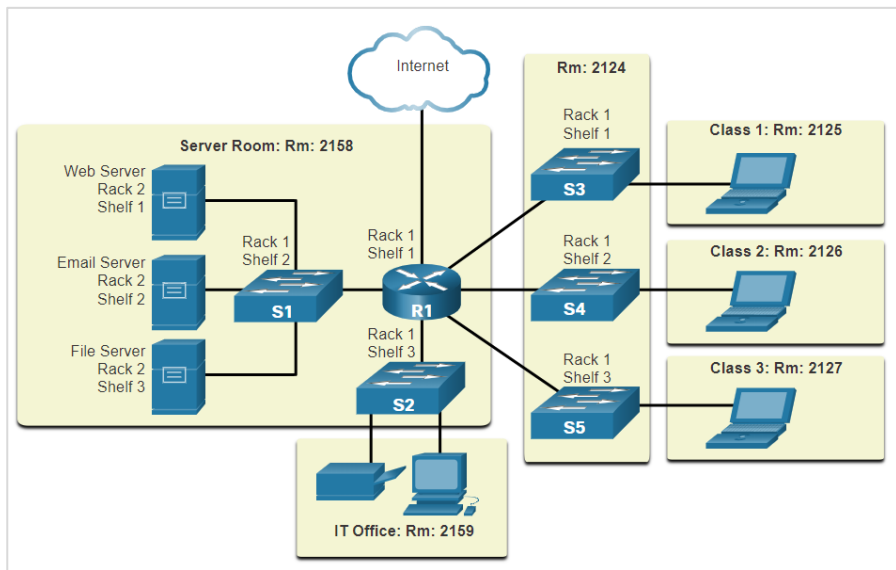 Internet
Server Room: Rm: 2158
Web Server
Rack 2
Shelf 1
Email Server
Rack 2
Shelf 2
File Server
Rack 2
Shelf 3
Rack 1
Shelf 2
S1
Rack 1
Shelf 1
R1
Rack 1
Shelf 3
S2
IT Office: Rm: 2159
Rm: 2124
Rack 1
Shelf 1
S3
Rack 1
Shelf 2
S4
Rack 1
Shelf 3
S5
Class 1: Rm: 2125
Class 2: Rm: 2126
Class 3: Rm: 2127